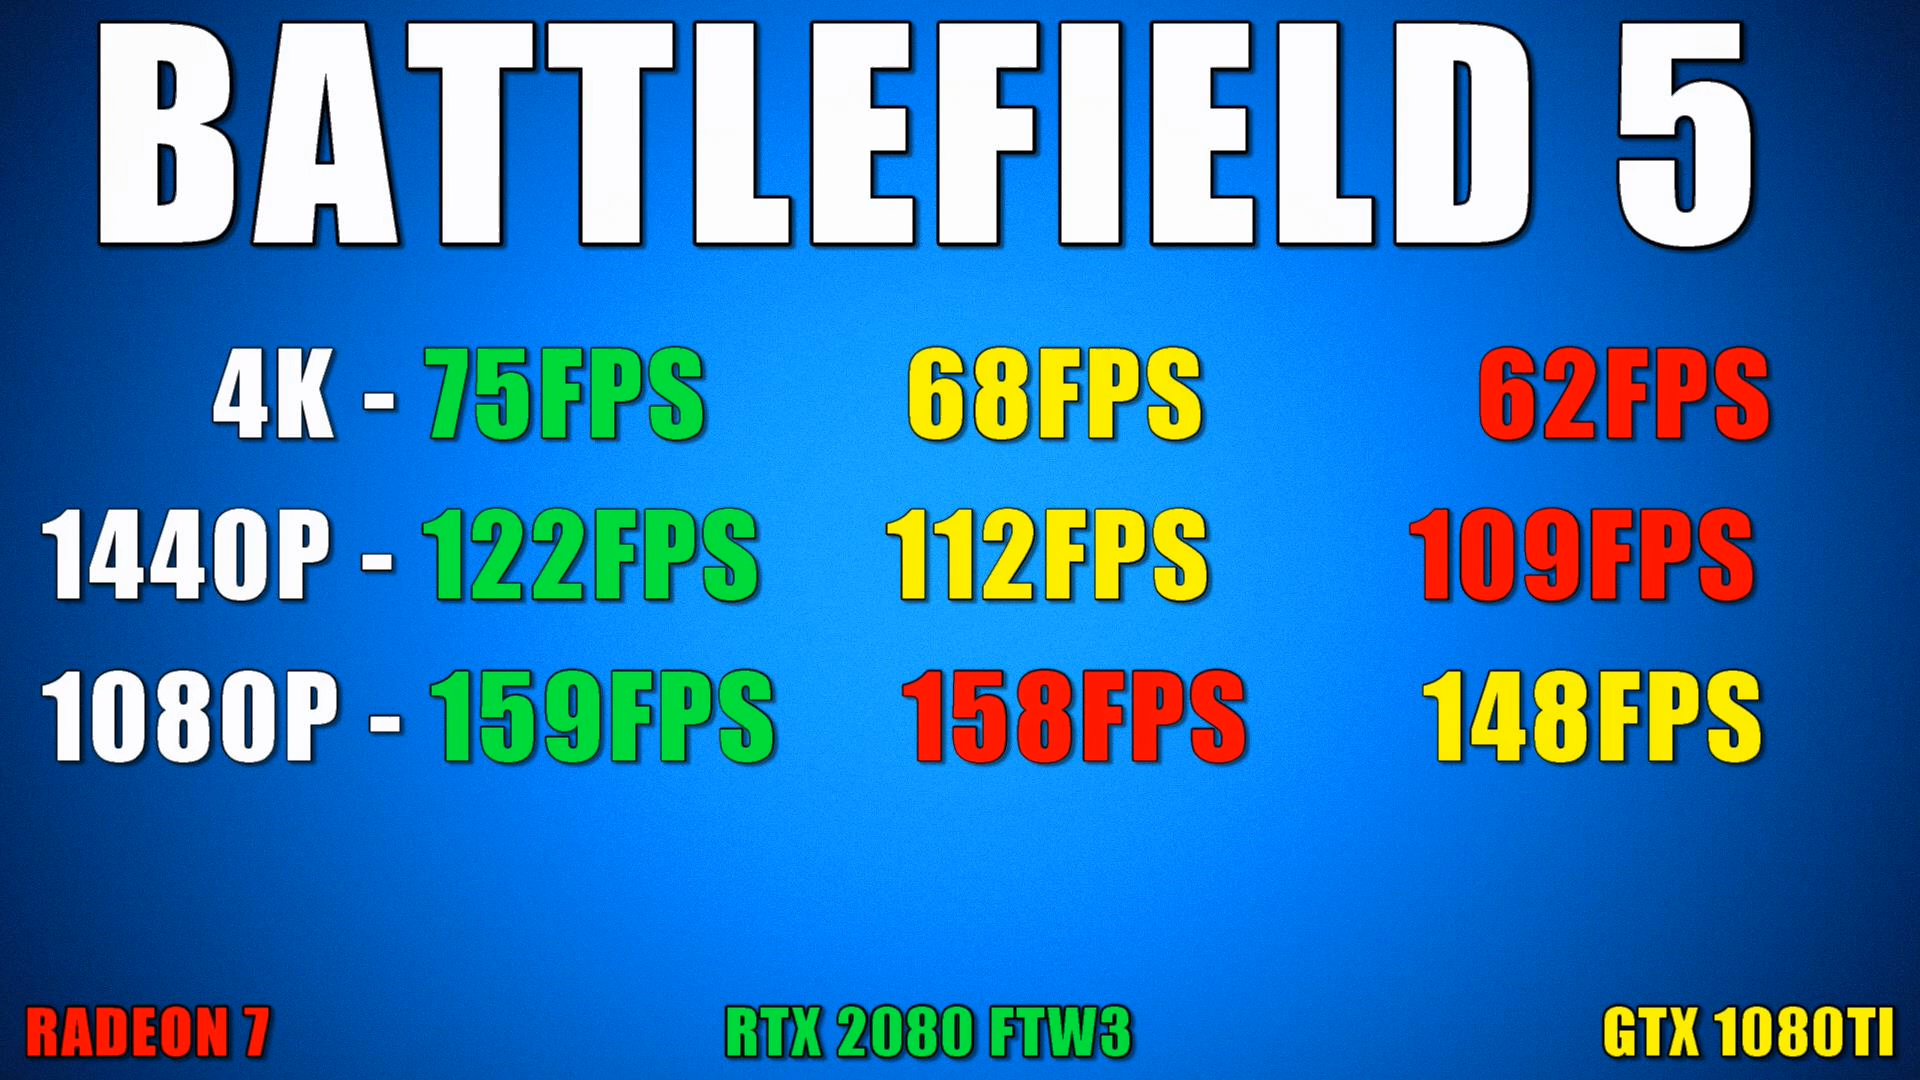 BATTLEFIELD 5
4K - 75FPS 68FPS 62FPS
1440P - 122FPS 112FPS 109FPS
1080P - 159FPS 158FPS 148FPS
RADEON 7 RTX 2080 FTW3 GTX 1080TI